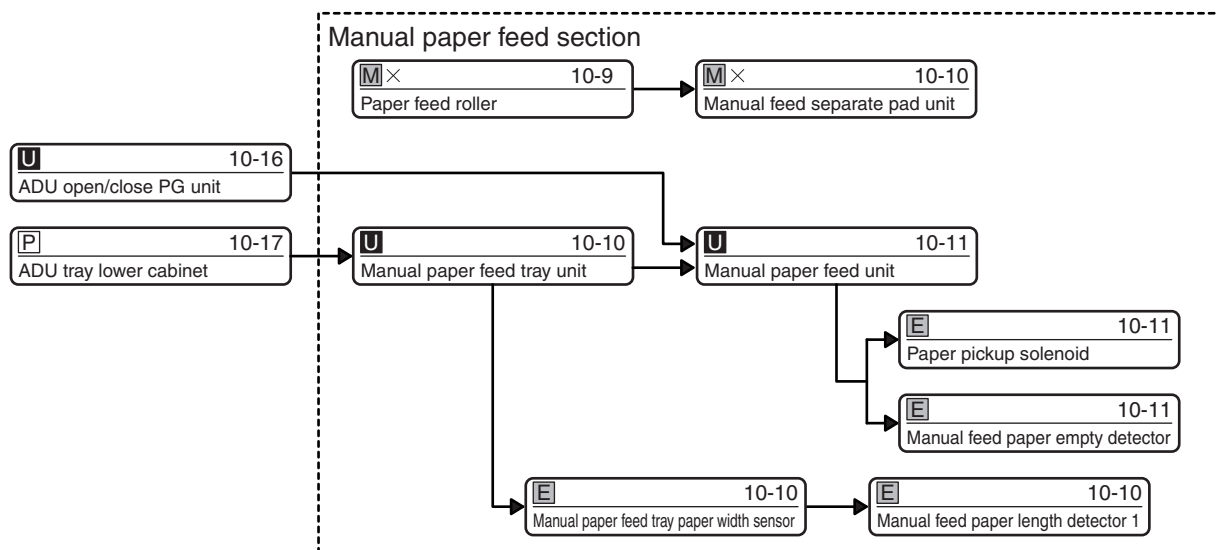 Manual paper feed section
M × 10-9
Paper feed roller
M × 10-10
Manual feed separate pad unit
U 10-16
ADU open/close PG unit
P 10-17
ADU tray lower cabinet
U 10-10
Manual paper feed tray unit
U 10-11
Manual paper feed unit
E 10-11
Paper pickup solenoid
E 10-11
Manual feed paper empty detector
E 10-10
Manual paper feed tray paper width sensor
E 10-10
Manual feed paper length detector 1